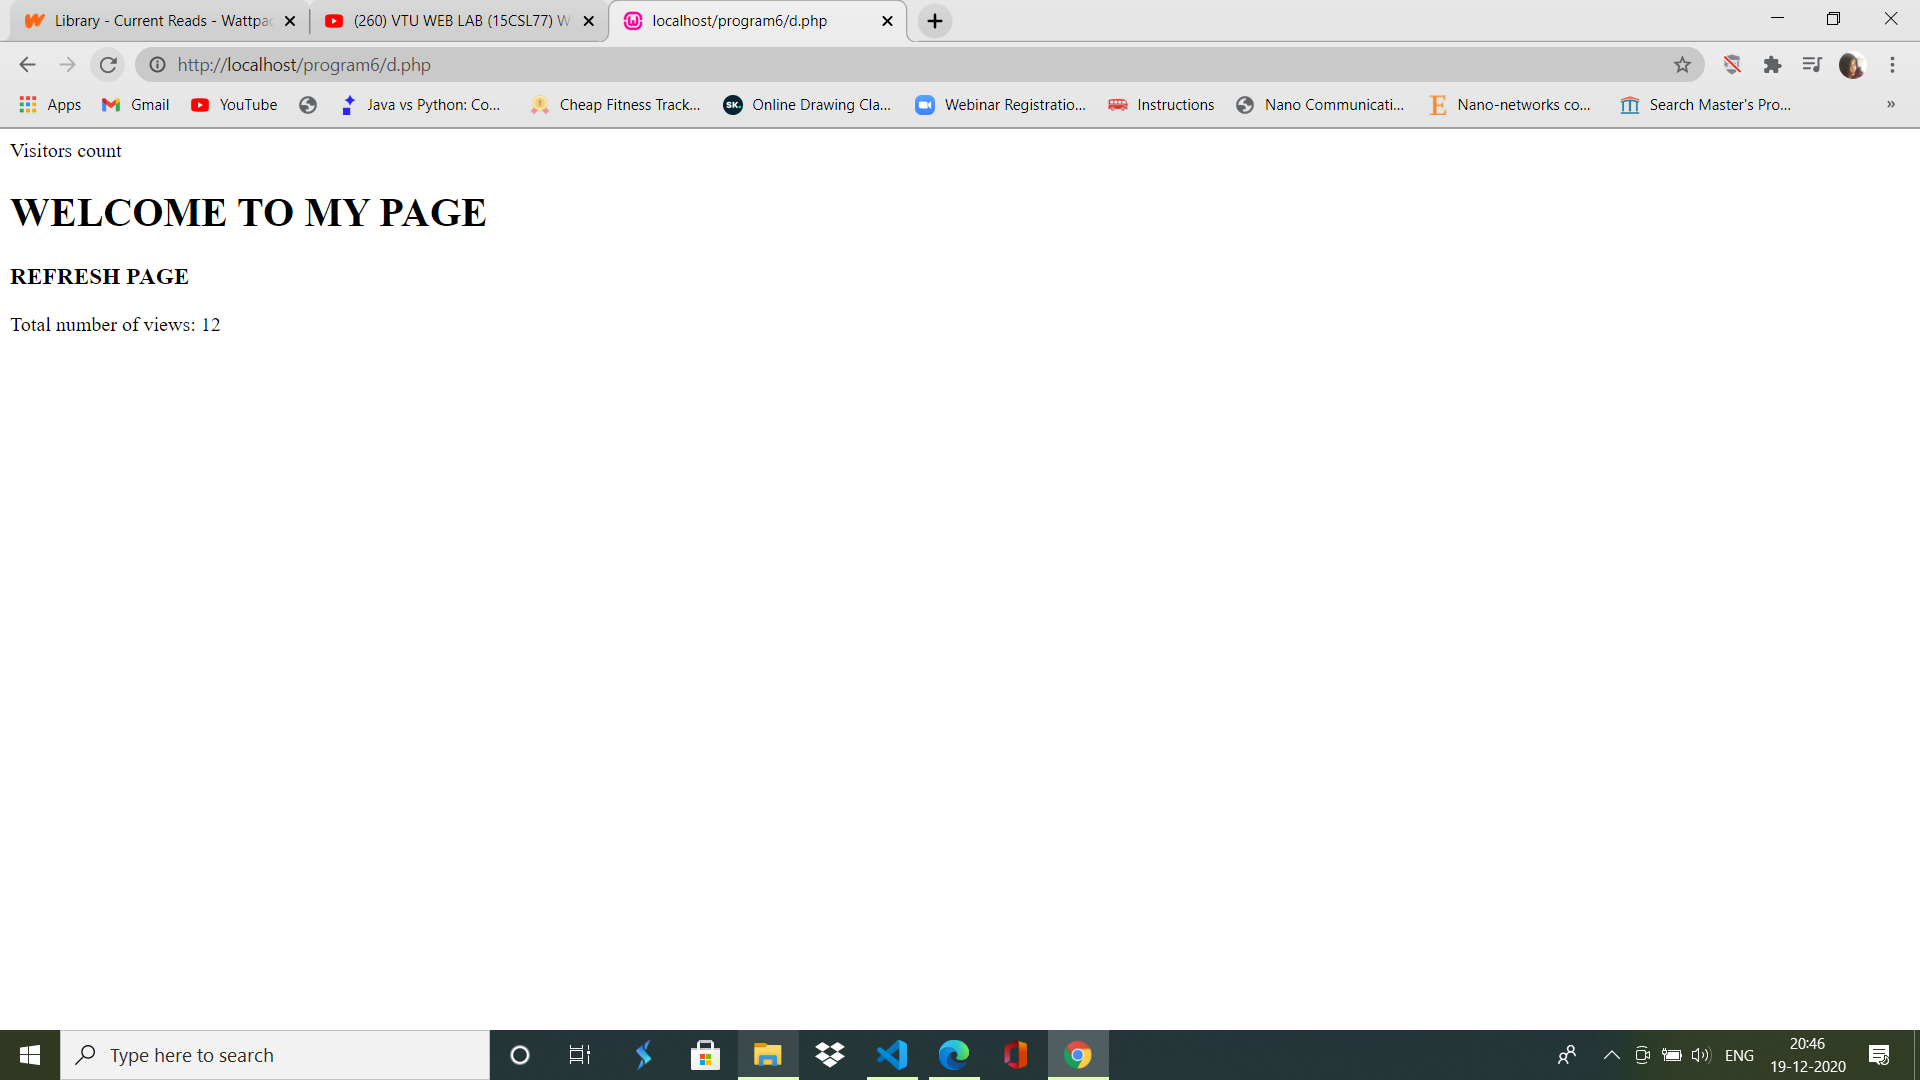 Library - Current Reads - Wattpa
(260) VTU WEB LAB (15CSL77) W
localhost/program6/d.php
http://localhost/program6/d.php
Apps
Gmail
YouTube
Java vs Python: Co...
Cheap Fitness Track...
SK.
Online Drawing Cla...
Webinar Registratio...
Instructions
Nano Communicati...
E
Nano-networks co...
Search Master's Pro...
»
Visitors count
WELCOME TO MY PAGE
REFRESH PAGE
Total number of views: 12
Type here to search
ENG
20:46
19-12-2020